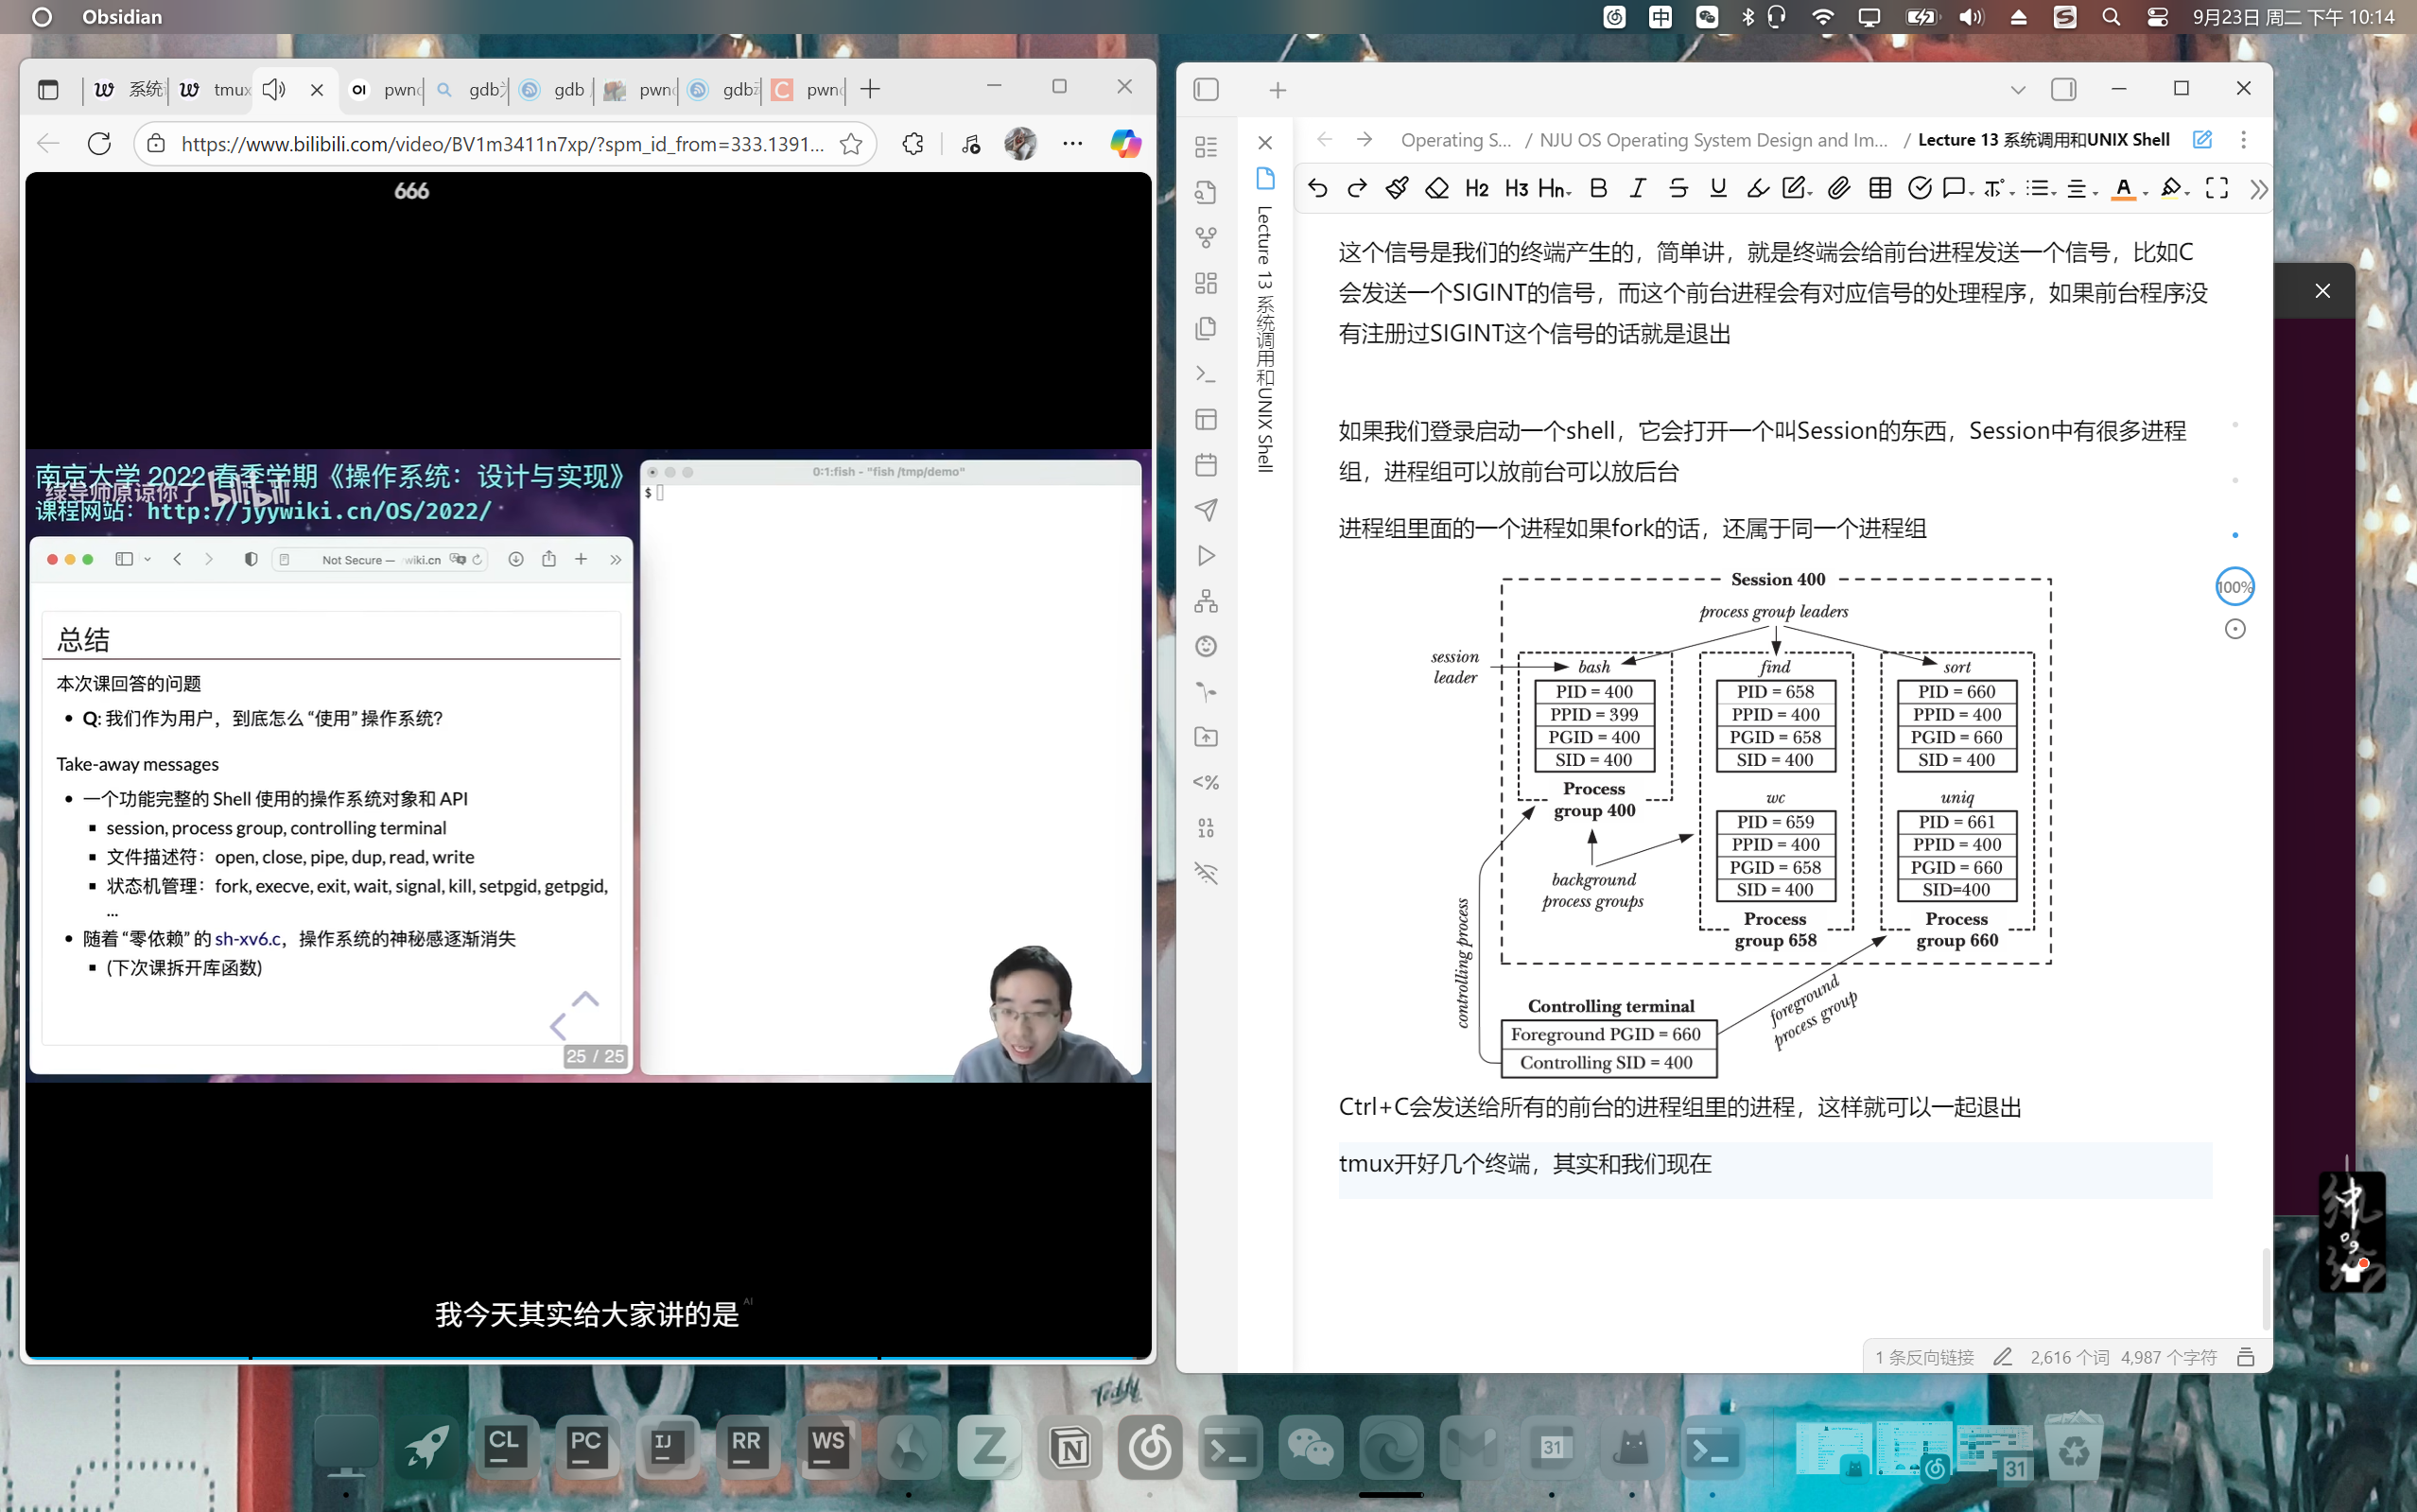 Obsidian
中
9月23日 周二 下午 10:14
系统
tmux
pwn
gdb
gdb
pwn
gdb
pwn
https://www.bilibili.com/video/BV1m3411n7xp/?spm_id_from=333.1391...
666
南京大学 2022 春季学期《操作系统：设计与实现》
绿导师原谅你了 bilibili
课程网站：http://jyywiki.cn/OS/2022/
Not Secure — wiki.cn
总结
本次课回答的问题
• Q: 我们作为用户，到底怎么 “使用” 操作系统?
Take-away messages
• 一个功能完整的 Shell 使用的操作系统对象和 API
▪ session, process group, controlling terminal
▪ 文件描述符：open, close, pipe, dup, read, write
▪ 状态机管理：fork, execve, exit, wait, signal, kill, setpgid, getpgid,
...
• 随着 “零依赖” 的 sh-xv6.c，操作系统的神秘感逐渐消失
▪ (下次课拆开库函数)
25 / 25
0:1:fish - "fish /tmp/demo"
$
我今天其实给大家讲的是
AI
Operating S... / NJU OS Operating System Design and Im... / Lecture 13 系统调用和UNIX Shell
H2 H3 Hn B I S U A
Lecture 13 系统调用和UNIX Shell
这个信号是我们的终端产生的，简单讲，就是终端会给前台进程发送一个信号，比如C
会发送一个SIGINT的信号，而这个前台进程会有对应信号的处理程序，如果前台程序没
有注册过SIGINT这个信号的话就是退出
如果我们登录启动一个shell，它会打开一个叫Session的东西，Session中有很多进程
组，进程组可以放前台可以放后台
进程组里面的一个进程如果fork的话，还属于同一个进程组
100%
Session 400
process group leaders
session
leader
bash
PID = 400
PPID = 399
PGID = 400
SID = 400
Process
group 400
find
PID = 658
PPID = 400
PGID = 658
SID = 400
wc
PID = 659
PPID = 400
PGID = 658
SID = 400
Process
group 658
sort
PID = 660
PPID = 400
PGID = 660
SID = 400
uniq
PID = 661
PPID = 400
PGID = 660
SID=400
Process
group 660
background
process groups
controlling process
Controlling terminal
Foreground PGID = 660
Controlling SID = 400
foreground
process group
Ctrl+C会发送给所有的前台的进程组里的进程，这样就可以一起退出
tmux开好几个终端，其实和我们现在
1 条反向链接
2,616 个词
4,987 个字符
Teddy
CL
PC
IJ
RR
WS
Z
N
31
31